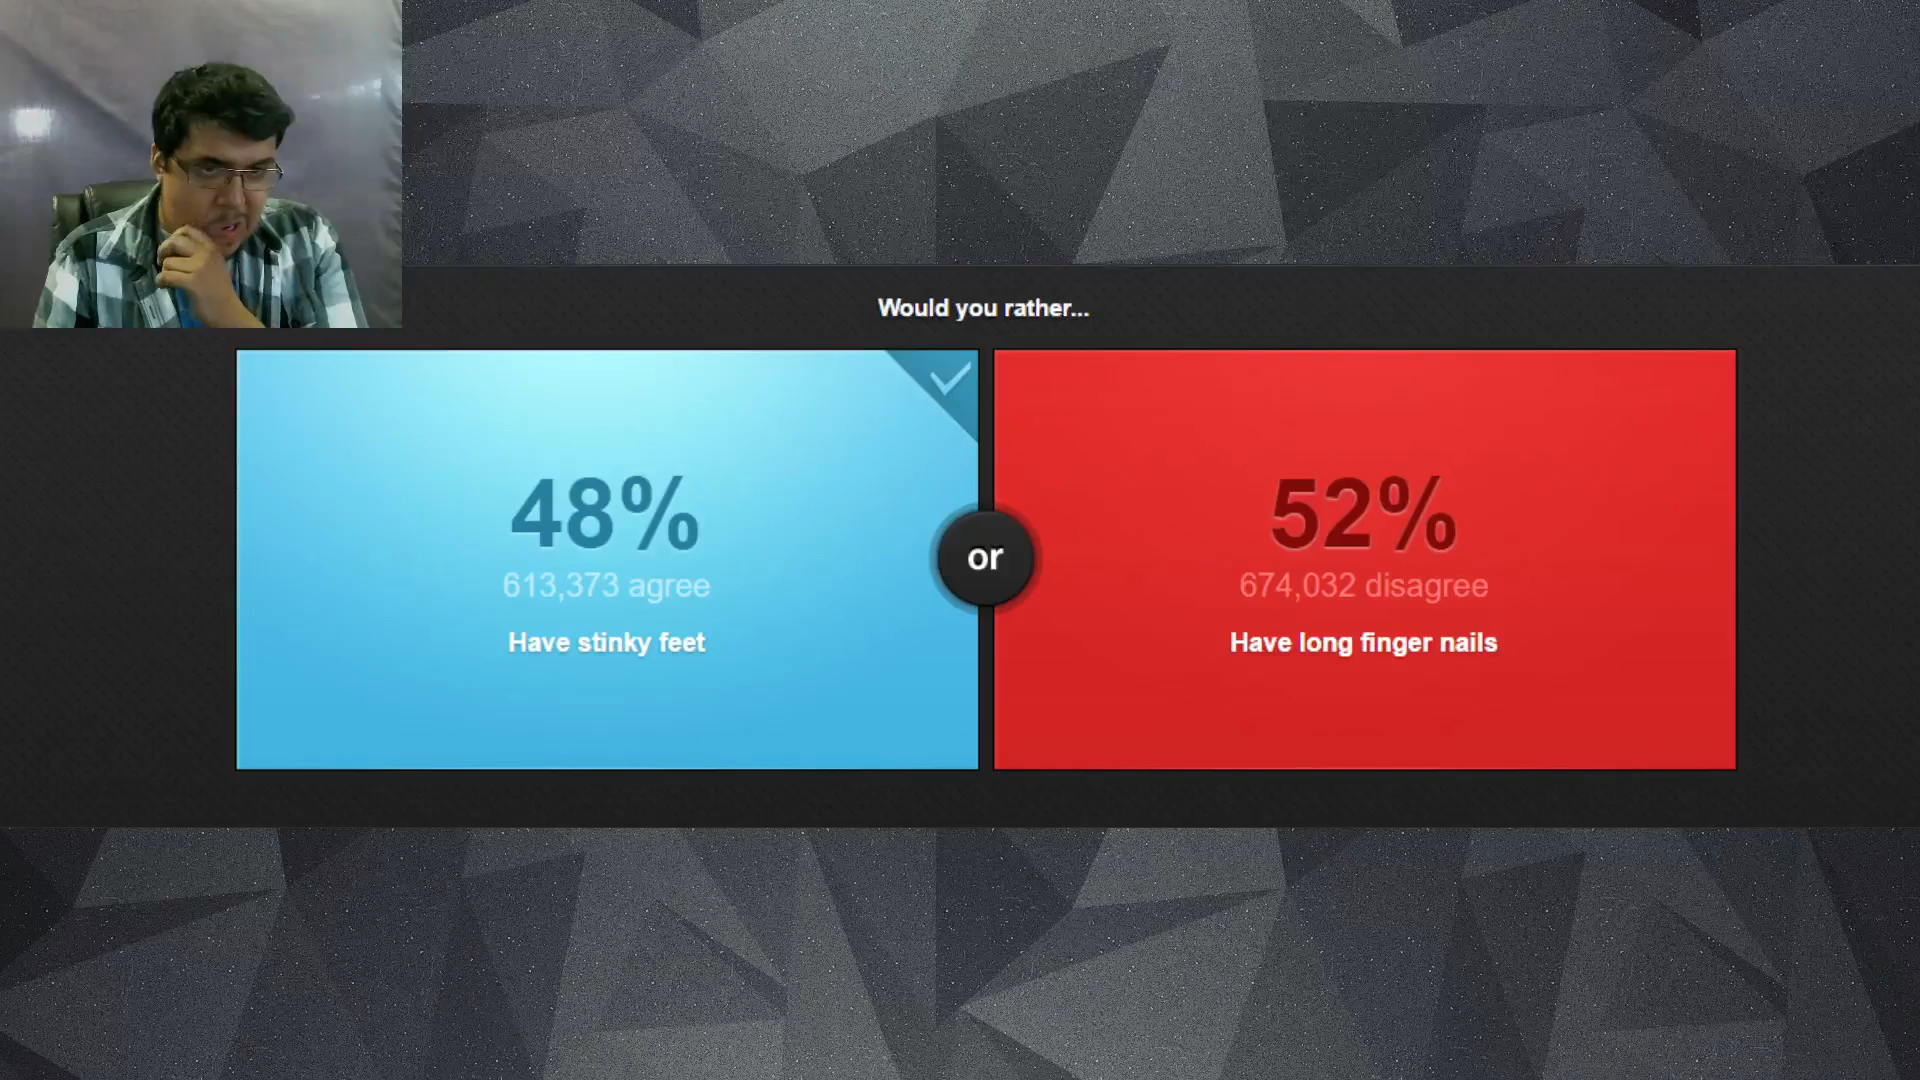 Would you rather...
48%
613,373 agree
Have stinky feet
or
52%
674,032 disagree
Have long finger nails